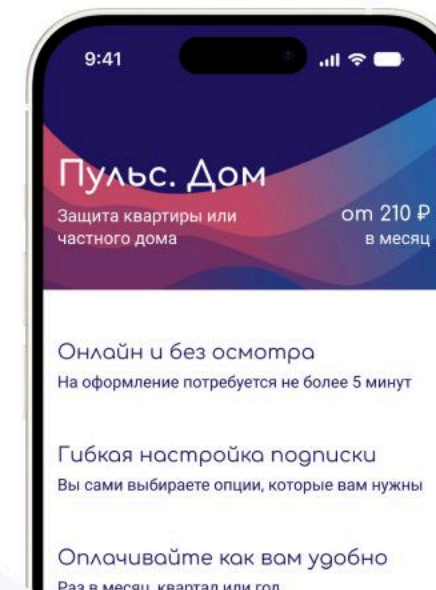 9:41
Пульс. Дом
Защита квартиры или
частного дома
от 210 ₽
в месяц
Онлайн и без осмотра
На оформление потребуется не более 5 минут
Гибкая настройка подписки
Вы сами выбираете опции, которые вам нужны
Оплачивайте как вам удобно
Раз в месяц, квартал или год